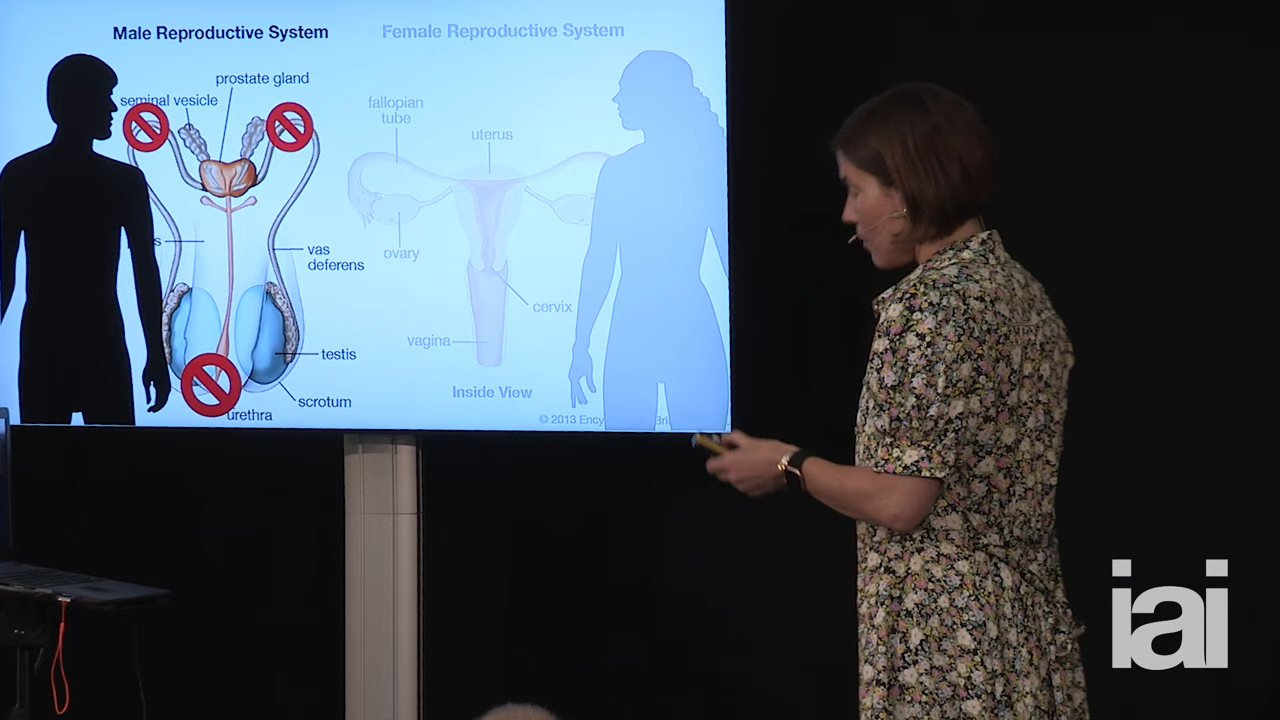 Male Reproductive System
Female Reproductive System
prostate gland
seminal vesicle
fallopian
tube
uterus
s
vas
deferens
ovary
cervix
vagina
testis
Inside View
scrotum
urethra
© 2013 Ency
Bri
iai